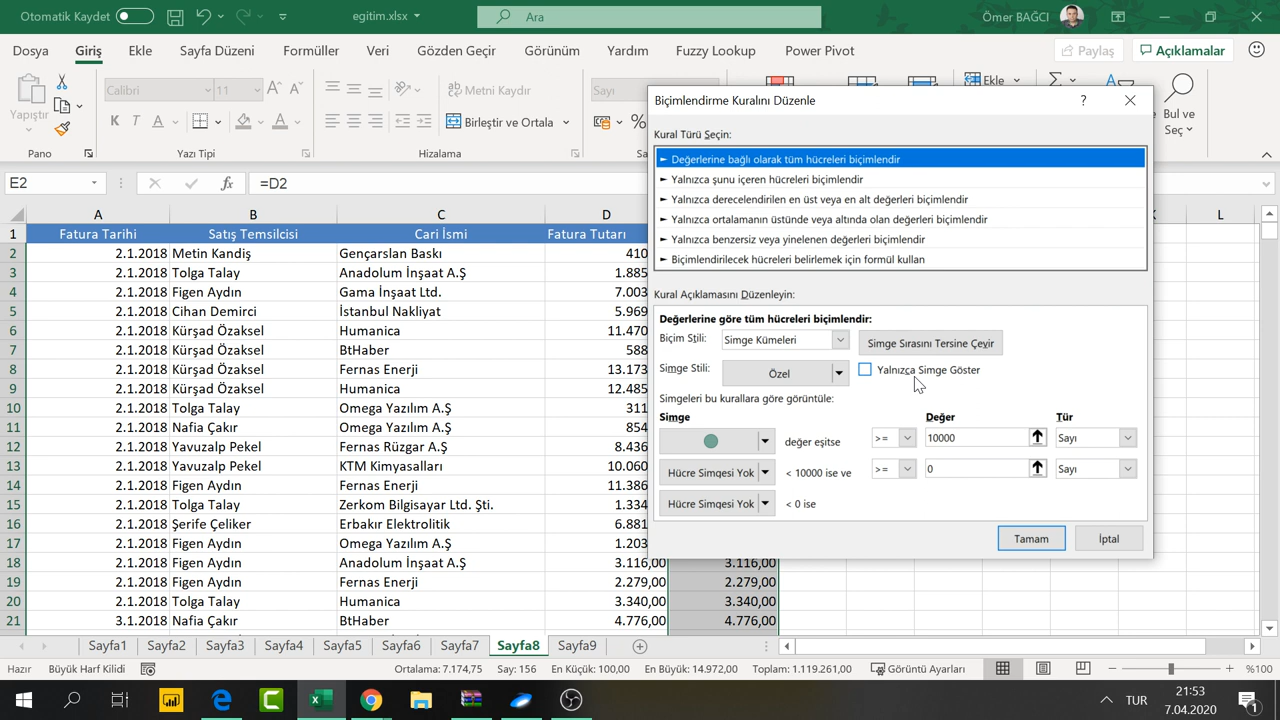 Otomatik Kaydet
egitim.xlsx
Ara
Ömer BAĞCI
Dosya Giriş Ekle Sayfa Düzeni Formüller Veri Gözden Geçir Görünüm Yardım Fuzzy Lookup Power Pivot Paylaş Açıklamalar
Yapıştır
Pano
Calibri 11
K T A
Yazı Tipi
Metni Kaydır
Birleştir ve Ortala
Hizalama
Sayı
%
Ekle
Bul ve
Seç
E2
=D2
A B C D L
1 Fatura Tarihi Satış Temsilcisi Cari İsmi Fatura Tutarı
2 2.1.2018 Metin Kandiş Gençarslan Baskı 410
3 2.1.2018 Tolga Talay Anadolum İnşaat A.Ş 1.885
4 2.1.2018 Figen Aydın Gama İnşaat Ltd. 7.003
5 2.1.2018 Cihan Demirci İstanbul Nakliyat 5.969
6 2.1.2018 Kürşad Özaksel Humanica 11.470
7 2.1.2018 Kürşad Özaksel BtHaber 588
8 2.1.2018 Kürşad Özaksel Fernas Enerji 13.173
9 2.1.2018 Kürşad Özaksel Humanica 12.485
10 2.1.2018 Tolga Talay Omega Yazılım A.Ş 311
11 2.1.2018 Nafia Çakır Omega Yazılım A.Ş 854
12 2.1.2018 Yavuzalp Pekel Fernas Rüzgar A.Ş 8.436
13 2.1.2018 Yavuzalp Pekel KTM Kimyasalları 10.060
14 2.1.2018 Figen Aydın Fernas Enerji 11.386
15 2.1.2018 Tolga Talay Zerkom Bilgisayar Ltd. Şti. 1.334
16 2.1.2018 Şerife Çeliker Erbakır Elektrolitik 6.881
17 2.1.2018 Figen Aydın Omega Yazılım A.Ş 1.203
18 2.1.2018 Figen Aydın Anadolum İnşaat A.Ş 3.116,00 3.116,00
19 2.1.2018 Figen Aydın Fernas Enerji 2.279,00 2.279,00
20 2.1.2018 Tolga Talay Humanica 3.340,00 3.340,00
21 3.1.2018 Nafia Çakır BtHaber 4.776,00 4.776,00
Biçimlendirme Kuralını Düzenle ?
Kural Türü Seçin:
► Değerlerine bağlı olarak tüm hücreleri biçimlendir
► Yalnızca şunu içeren hücreleri biçimlendir
► Yalnızca derecelendirilen en üst veya en alt değerleri biçimlendir
► Yalnızca ortalamanın üstünde veya altında olan değerleri biçimlendir
► Yalnızca benzersiz veya yinelenen değerleri biçimlendir
► Biçimlendirilecek hücreleri belirlemek için formül kullan
Kural Açıklamasını Düzenleyin:
Değerlerine göre tüm hücreleri biçimlendir:
Biçim Stili: Simge Kümeleri Simge Sırasını Tersine Çevir
Simge Stili: Özel Yalnızca Simge Göster
Simgeleri bu kurallara göre görüntüle:
Simge Değer Tür
değer eşitse >= 10000 Sayı
Hücre Simgesi Yok < 10000 ise ve >= 0 Sayı
Hücre Simgesi Yok < 0 ise
Tamam İptal
Sayfa1 Sayfa2 Sayfa3 Sayfa4 Sayfa5 Sayfa6 Sayfa7 Sayfa8 Sayfa9
Hazır Büyük Harf Kilidi Ortalama: 7.174,75 Say: 156 En Küçük: 100,00 En Büyük: 14.972,00 Toplam: 1.119.261,00 Görüntü Ayarları %100
TUR
21:53
7.04.2020
1